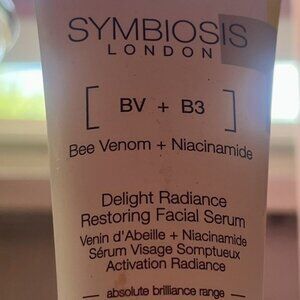 SYMBIOSIS
LONDON
[ BV + B3 ]
Bee Venom + Niacinamide
Delight Radiance
Restoring Facial Serum
Venin d'Abeille + Niacinamide
Sérum Visage Somptueux
Activation Radiance
absolute brilliance range